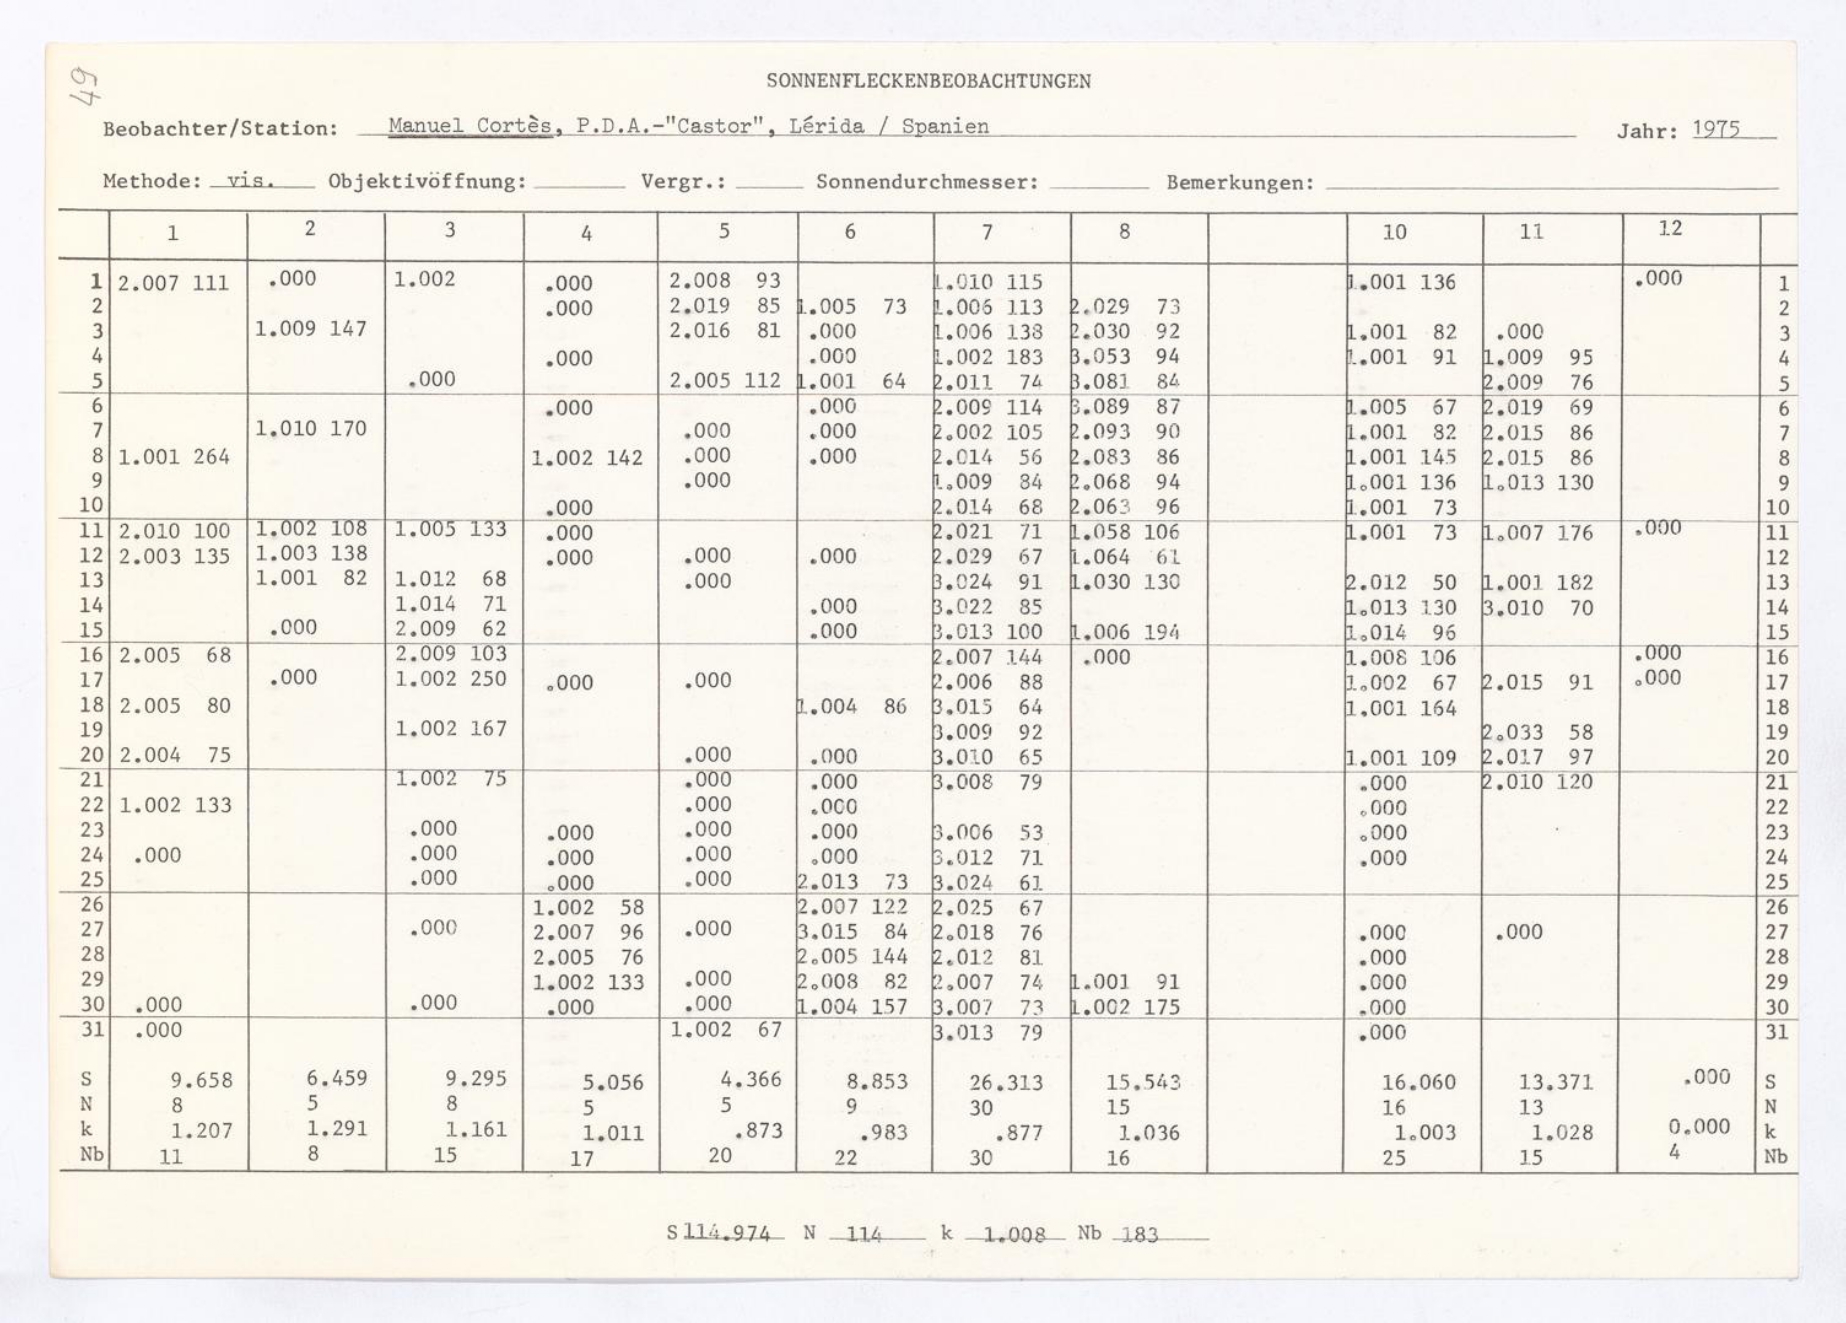 49
SONNENFLECKENBEOBACHTUNGEN
Beobachter/Station: Manuel Cortès, P.D.A.-"Castor", Lérida / Spanien Jahr: 1975
Methode: vis. Objektivöffnung: Vergr.: Sonnendurchmesser: Bemerkungen:
1 2 3 4 5 6 7 8 10 11 12
1 2.007 111 .000 1.002 .000 2.008 93 1.010 115 1.001 136 .000 1
2 .000 2.019 85 1.005 73 1.006 113 2.029 73 2
3 1.009 147 2.016 81 .000 1.006 138 2.030 92 1.001 82 .000 3
4 .000 .000 1.002 183 3.053 94 1.001 91 1.009 95 4
5 .000 2.005 112 1.001 64 2.011 74 3.081 84 2.009 76 5
6 .000 .000 2.009 114 3.089 87 1.005 67 2.019 69 6
7 1.010 170 .000 .000 2.002 105 2.093 90 1.001 82 2.015 86 7
8 1.001 264 1.002 142 .000 .000 2.014 56 2.083 86 1.001 145 2.015 86 8
9 .000 1.009 84 2.068 94 1.001 136 1.013 130 9
10 .000 2.014 68 2.063 96 1.001 73 10
11 2.010 100 1.002 108 1.005 133 .000 2.021 71 1.058 106 1.001 73 1.007 176 .000 11
12 2.003 135 1.003 138 .000 .000 .000 2.029 67 1.064 61 12
13 1.001 82 1.012 68 .000 3.024 91 1.030 130 2.012 50 1.001 182 13
14 1.014 71 .000 3.022 85 1.013 130 3.010 70 14
15 .000 2.009 62 .000 3.013 100 1.006 194 1.014 96 15
16 2.005 68 2.009 103 2.007 144 .000 1.008 106 .000 16
17 .000 1.002 250 .000 .000 2.006 88 1.002 67 2.015 91 .000 17
18 2.005 80 1.004 86 3.015 64 1.001 164 18
19 1.002 167 3.009 92 2.033 58 19
20 2.004 75 .000 .000 3.010 65 1.001 109 2.017 97 20
21 1.002 75 .000 .000 3.008 79 .000 2.010 120 21
22 1.002 133 .000 .000 .000 22
23 .000 .000 .000 .000 3.006 53 .000 23
24 .000 .000 .000 .000 .000 3.012 71 .000 24
25 .000 .000 .000 2.013 73 3.024 61 25
26 1.002 58 2.007 122 2.025 67 26
27 .000 2.007 96 .000 3.015 84 2.018 76 .000 .000 27
28 2.005 76 2.005 144 2.012 81 .000 28
29 1.002 133 .000 2.008 82 2.007 74 1.001 91 .000 29
30 .000 .000 .000 .000 1.004 157 3.007 73 1.002 175 .000 30
31 .000 1.002 67 3.013 79 .000 31
S 9.658 6.459 9.295 5.056 4.366 8.853 26.313 15.543 16.060 13.371 .000 S
N 8 5 8 5 5 9 30 15 16 13 N
k 1.207 1.291 1.161 1.011 .873 .983 .877 1.036 1.003 1.028 0.000 k
Nb 11 8 15 17 20 22 30 16 25 15 4 Nb
S 114.974 N 114 k 1.008 Nb 183